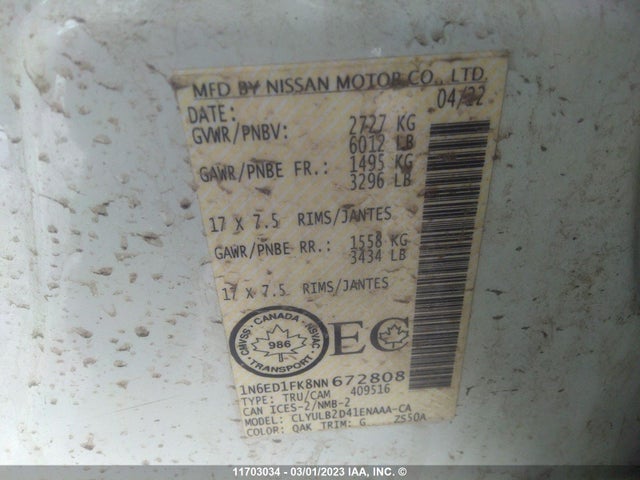 MFD BY NISSAN MOTOR CO., LTD.
DATE: 04/22
GVWR/PNBV: 2727 KG
6012 LB
GAWR/PNBE FR.: 1495 KG
3296 LB
17 X 7.5 RIMS/JANTES
GAWR/PNBE RR.: 1558 KG
3434 LB
17 X 7.5 RIMS/JANTES
CANADA
CMVSS NSVAC
986
TRANSPORT
EC
1N6ED1FK8NN672808
TYPE: TRU/CAM 409516
CAN ICES-2/NMB-2
MODEL: CLYULB2D41ENAAA-CA
COLOR: QAK TRIM: G ZS50A
11703034 - 03/01/2023 IAA, INC. ©